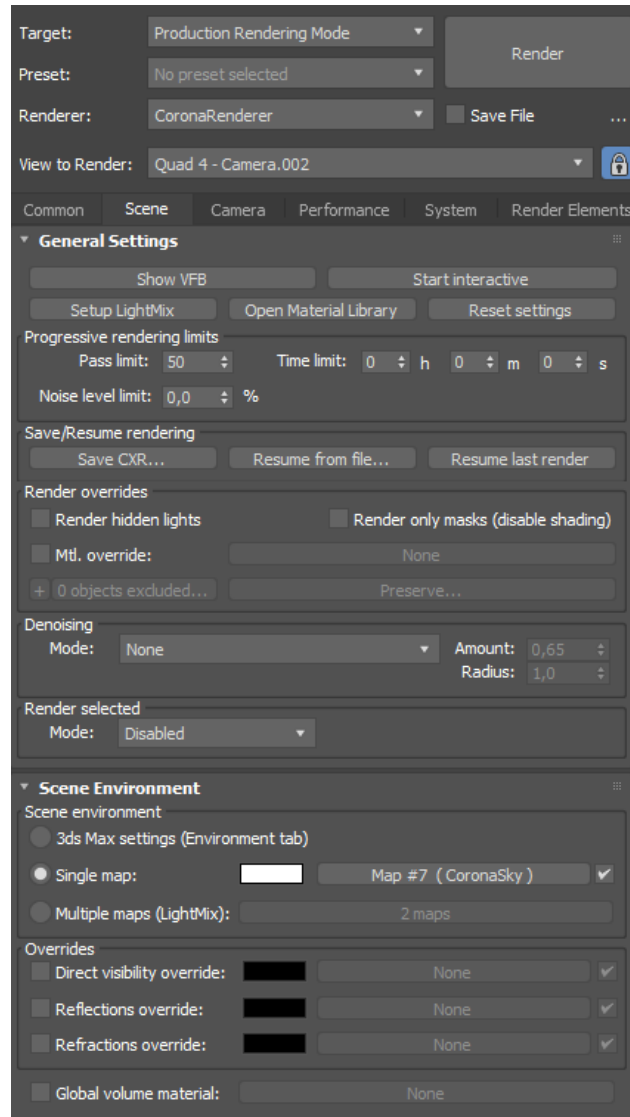 Target: Production Rendering Mode
Render
Preset: No preset selected
Renderer: CoronaRenderer Save File ...
View to Render: Quad 4 - Camera.002
Common Scene Camera Performance System Render Elements
General Settings
Show VFB Start interactive
Setup LightMix Open Material Library Reset settings
Progressive rendering limits
Pass limit: 50 Time limit: 0 h 0 m 0 s
Noise level limit: 0,0 %
Save/Resume rendering
Save CXR... Resume from file... Resume last render
Render overrides
Render hidden lights Render only masks (disable shading)
Mtl. override: None
+ 0 objects excluded... Preserve...
Denoising
Mode: None Amount: 0,65
Radius: 1,0
Render selected
Mode: Disabled
Scene Environment
Scene environment
3ds Max settings (Environment tab)
Single map: Map #7 ( CoronaSky )
Multiple maps (LightMix): 2 maps
Overrides
Direct visibility override: None
Reflections override: None
Refractions override: None
Global volume material: None